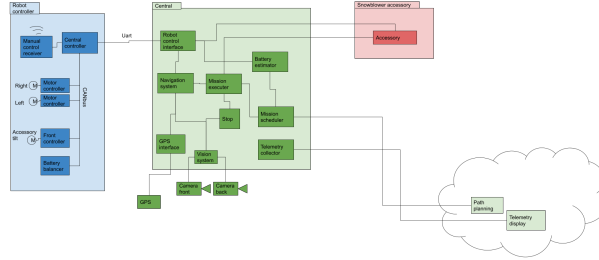 Robot
controller
Manual
control
receiver
Central
controller
Right
M
Motor
controller
Left
M
Motor
controller
CANbus
Accessory
tilt
M
Front
controller
Battery
balancer
Uart
Central
Robot
control
interface
Battery
estimator
Navigation
system
Mission
executer
Stop
Mission
scheduler
GPS
interface
Vision
system
Telemetry
collector
Camera
front
Camera
back
GPS
Snowblower accessory
Accessory
Path
planning
Telemetry
display